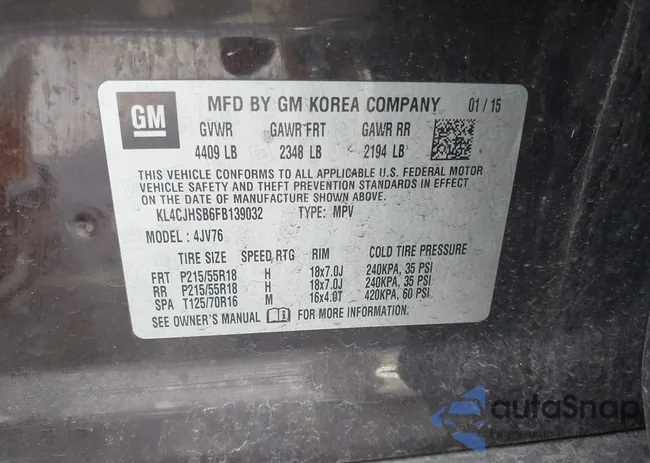 GM
MFD BY GM KOREA COMPANY 01 / 15
GVWR GAWR FRT GAWR RR
4409 LB 2348 LB 2194 LB
THIS VEHICLE CONFORMS TO ALL APPLICABLE U.S. FEDERAL MOTOR
VEHICLE SAFETY AND THEFT PREVENTION STANDARDS IN EFFECT
ON THE DATE OF MANUFACTURE SHOWN ABOVE.
KL4CJHSB6FB139032 TYPE: MPV
MODEL : 4JV76
TIRE SIZE SPEED RTG RIM COLD TIRE PRESSURE
FRT P215/55R18 H 18x7.0J 240KPA, 35 PSI
RR P215/55R18 H 18x7.0J 240KPA, 35 PSI
SPA T125/70R16 M 16x4.0T 420KPA, 60 PSI
SEE OWNER'S MANUAL FOR MORE INFORMATION
autaSnap